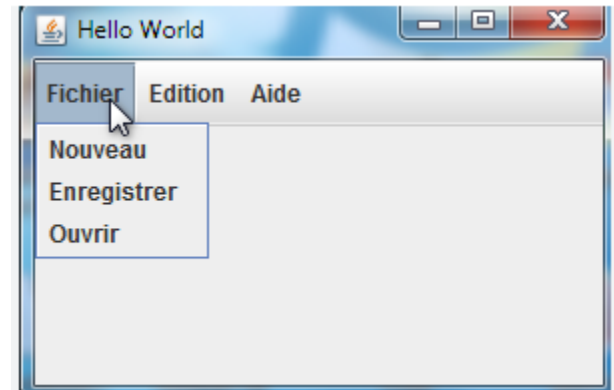 Hello World
Fichier Edition Aide
Nouveau
Enregistrer
Ouvrir